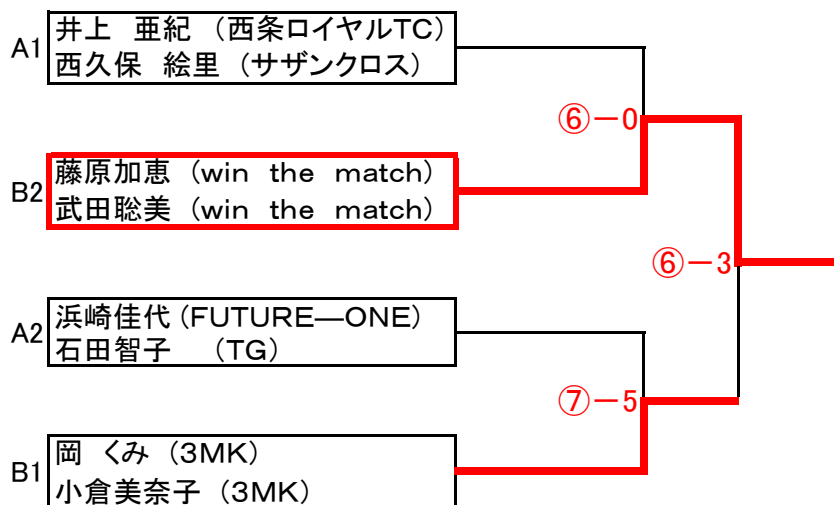 A1
井上 亜紀 (西条ロイヤルTC)
西久保 絵里 (サザンクロス)
⑥-0
B2
藤原加恵 (win the match)
武田聡美 (win the match)
⑥-3
A2
浜崎佳代 (FUTURE―ONE)
石田智子 (TG)
⑦-5
B1
岡 くみ (3MK)
小倉美奈子 (3MK)